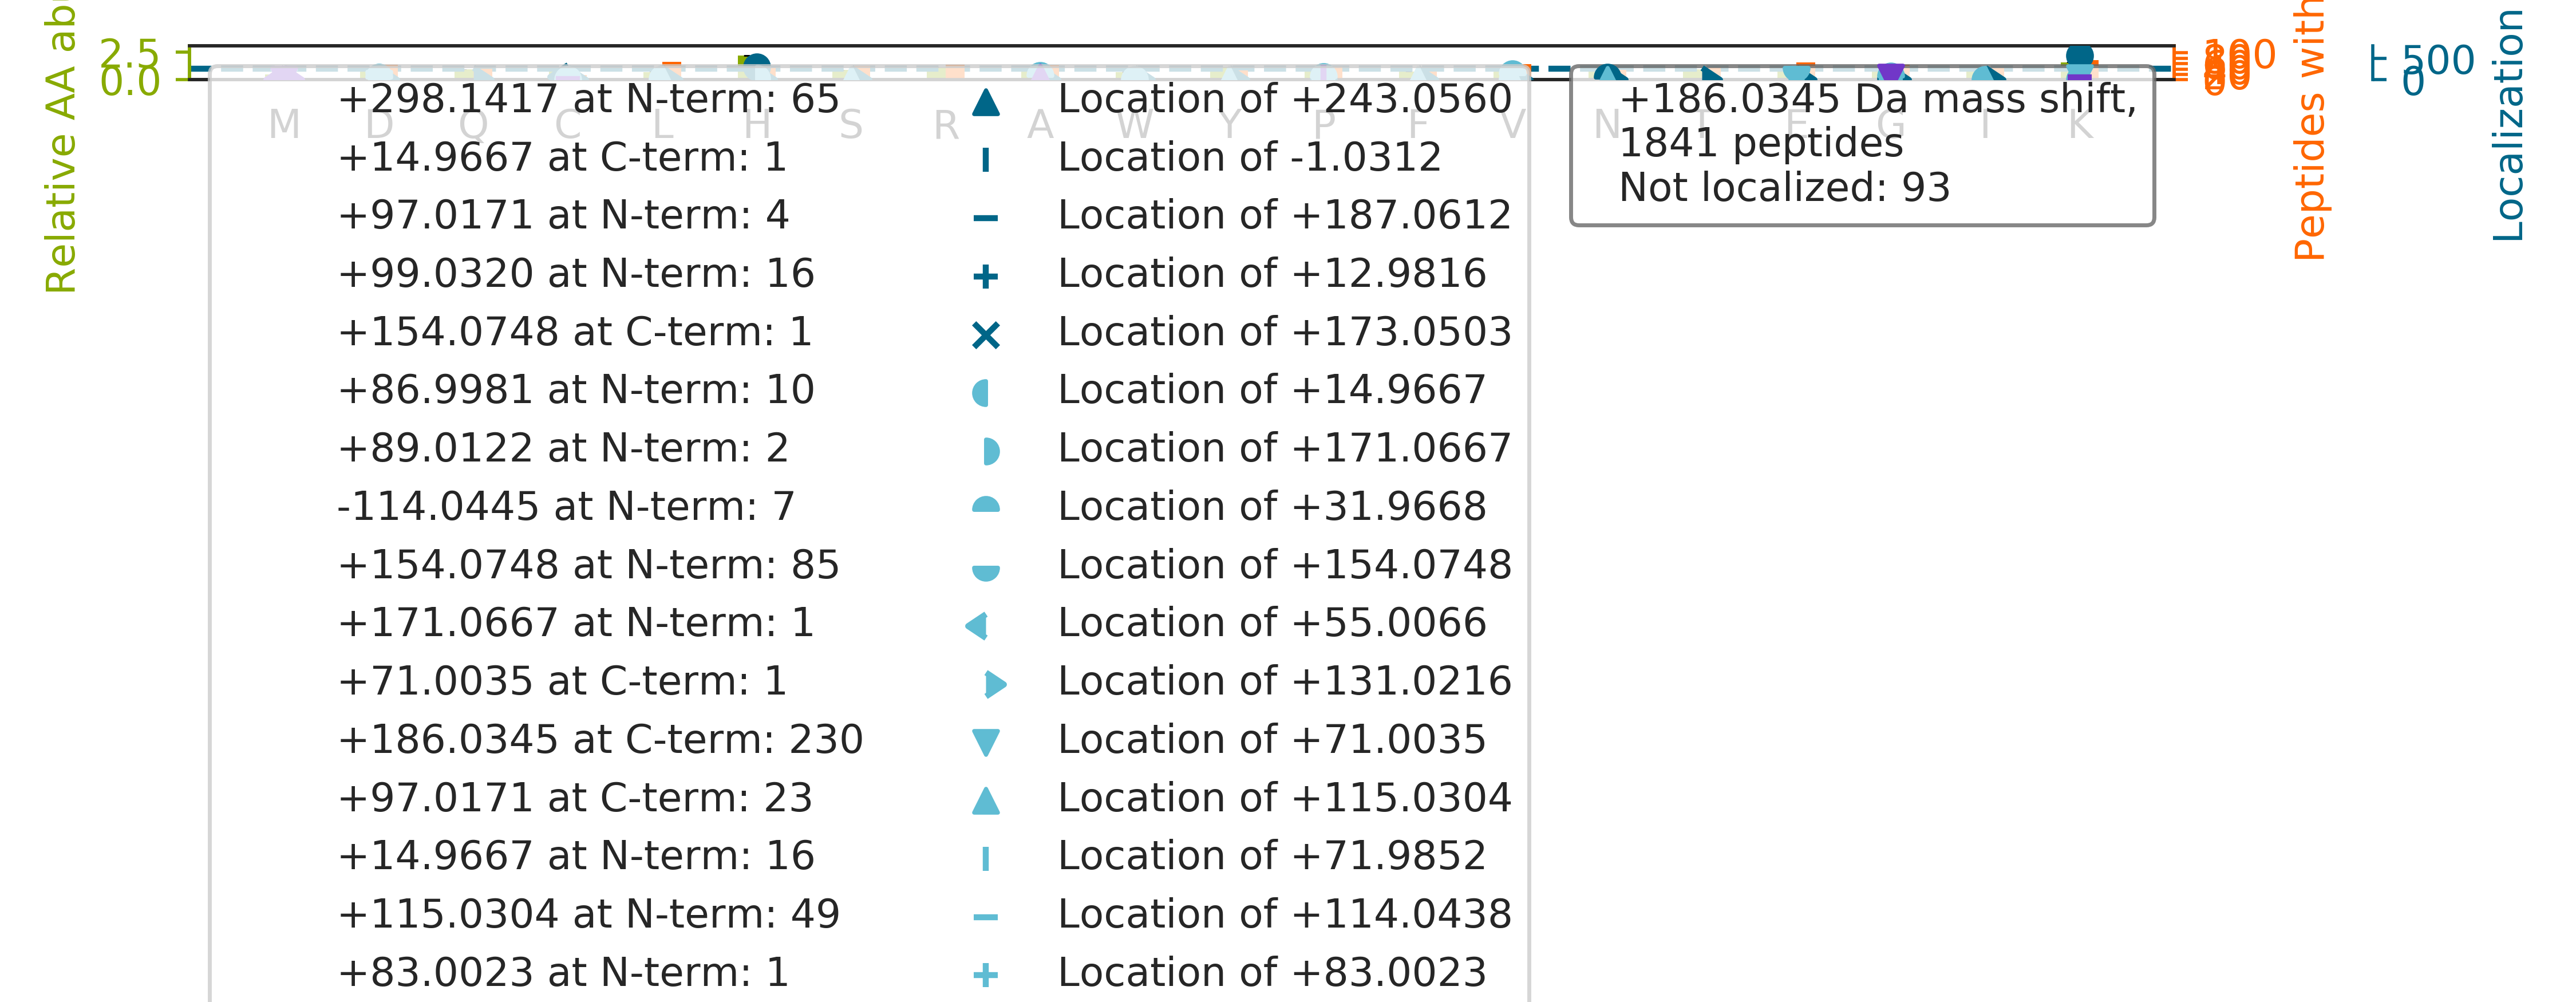 Relative AA
2.5
0.0
M D Q C L H S R A W Y P F V N T E G I K
+298.1417 at N-term: 65 Location of +243.0560
+14.9667 at C-term: 1 Location of -1.0312
+97.0171 at N-term: 4 Location of +187.0612
+99.0320 at N-term: 16 Location of +12.9816
+154.0748 at C-term: 1 Location of +173.0503
+86.9981 at N-term: 10 Location of +14.9667
+89.0122 at N-term: 2 Location of +171.0667
-114.0445 at N-term: 7 Location of +31.9668
+154.0748 at N-term: 85 Location of +154.0748
+171.0667 at N-term: 1 Location of +55.0066
+71.0035 at C-term: 1 Location of +131.0216
+186.0345 at C-term: 230 Location of +71.0035
+97.0171 at C-term: 23 Location of +115.0304
+14.9667 at N-term: 16 Location of +71.9852
+115.0304 at N-term: 49 Location of +114.0438
+83.0023 at N-term: 1 Location of +83.0023
+186.0345 Da mass shift,
1841 peptides
Not localized: 93
100
0
Peptides with
500
0
Localization